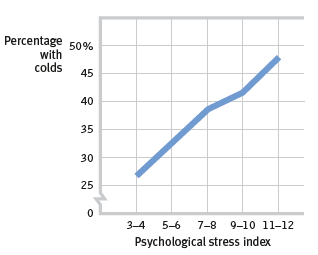 Percentage
with
colds
50%
45
40
35
30
25
0
3–4 5–6 7–8 9–10 11–12
Psychological stress index